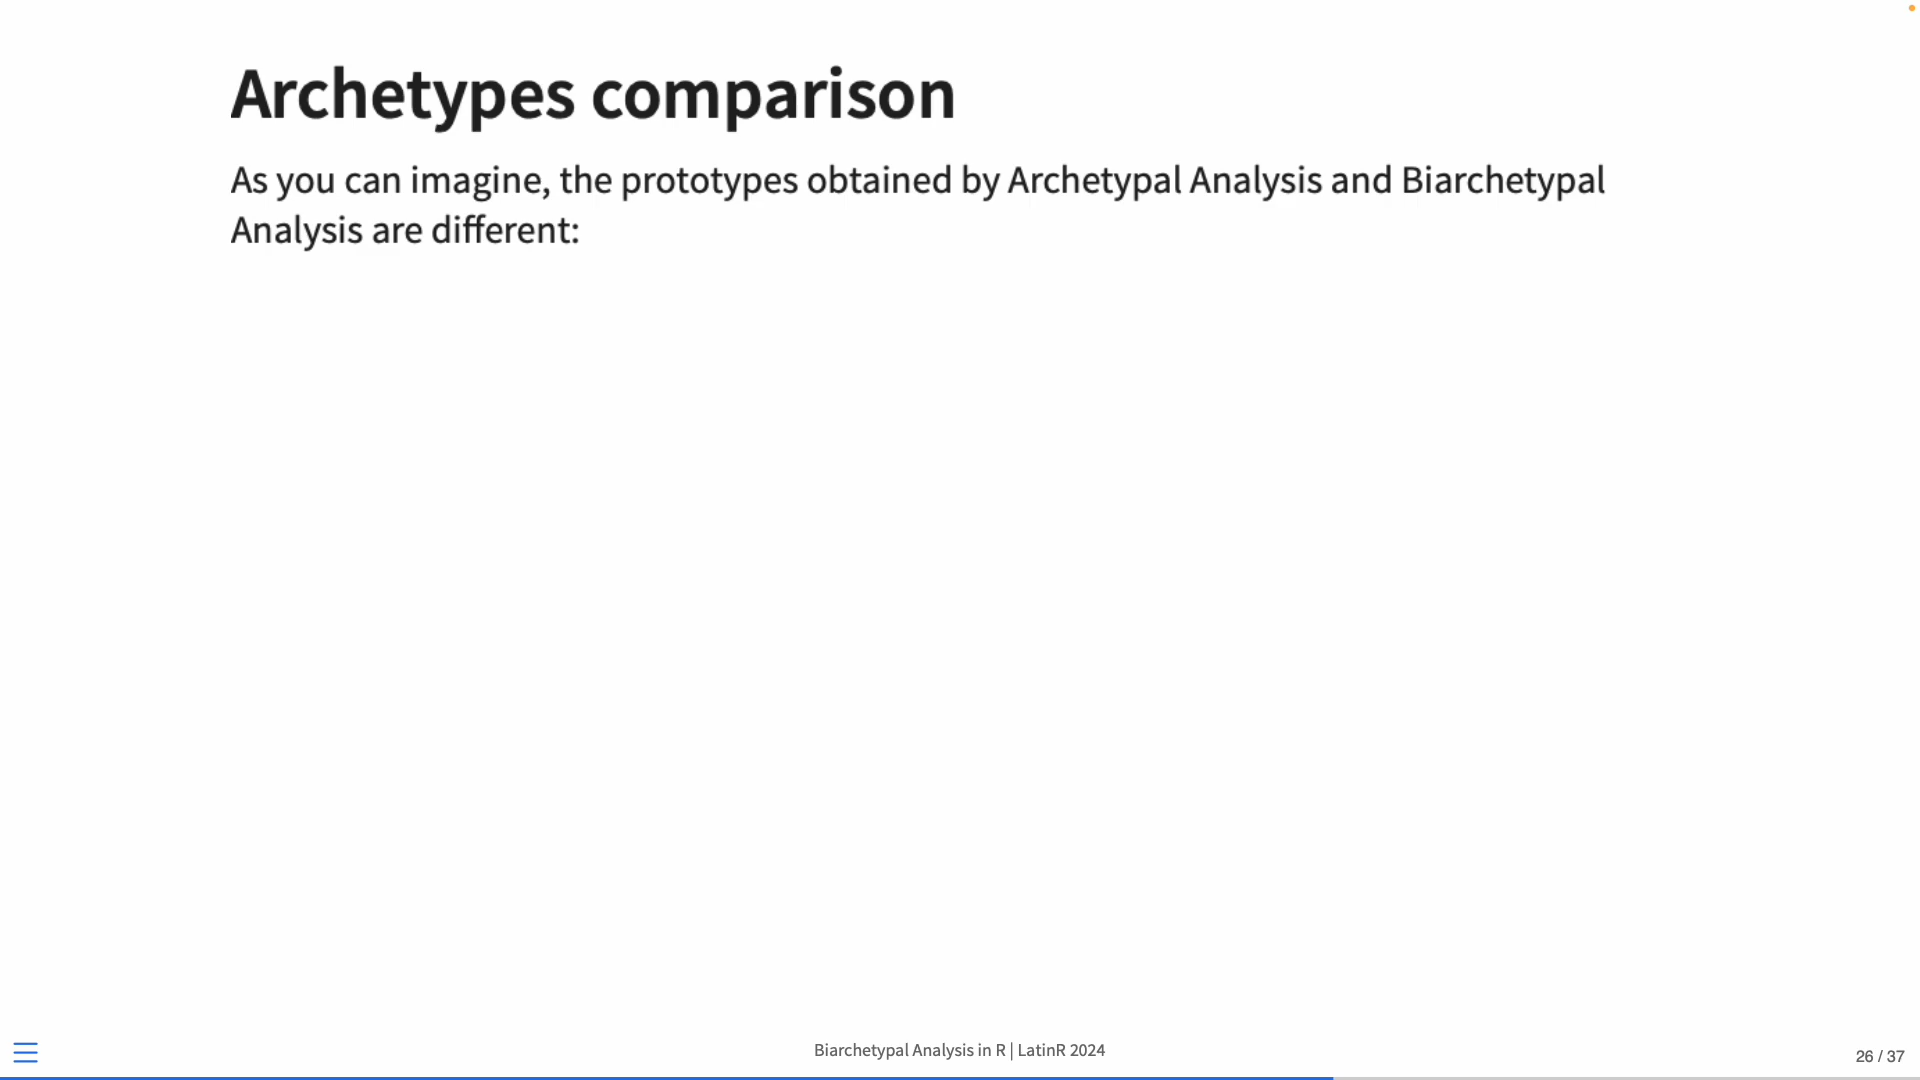 Archetypes comparison
As you can imagine, the prototypes obtained by Archetypal Analysis and Biarchetypal
Analysis are different:
Biarchetypal Analysis in R | LatinR 2024
26 / 37